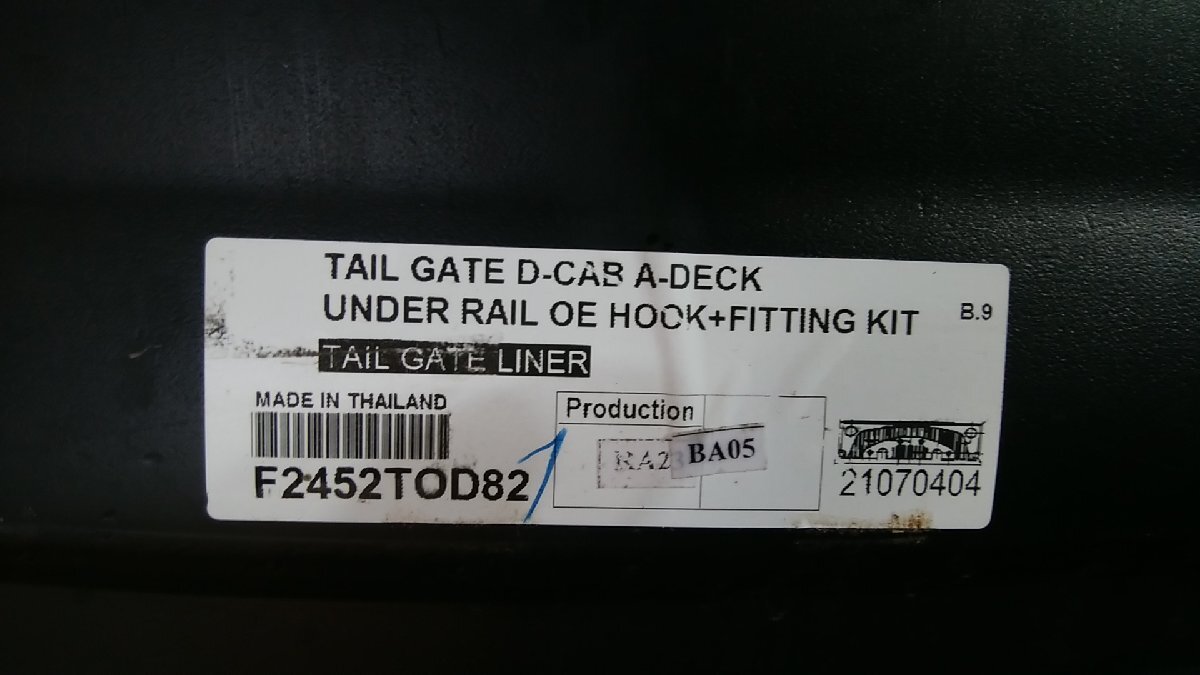 TAIL GATE D-CAB A-DECK
UNDER RAIL OE HOOK+FITTING KIT
B.9
TAIL GATE LINER
MADE IN THAILAND
F2452TOD82
Production
BA05
21070404